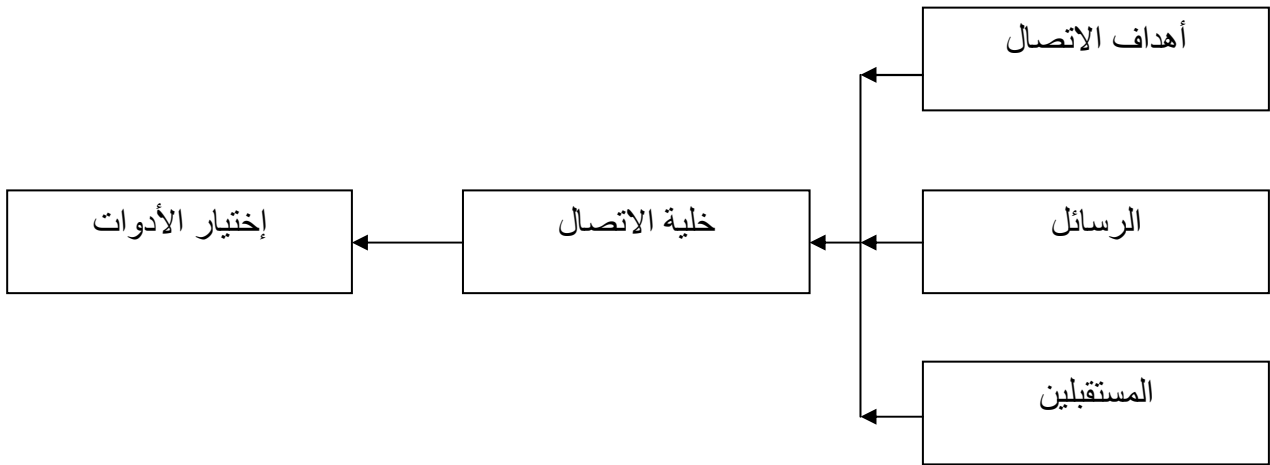 أهداف الاتصال
الرسائل
خلية الاتصال
إختيار الأدوات
المستقبلين